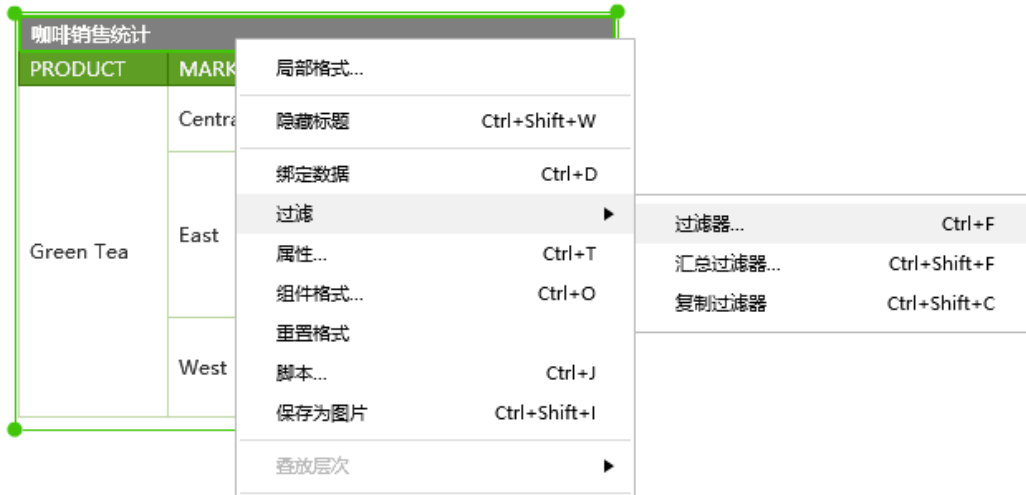 咖啡销售统计
PRODUCT MARK
Green Tea
Centra
East
West
局部格式...
隐藏标题 Ctrl+Shift+W
绑定数据 Ctrl+D
过滤
属性... Ctrl+T
组件格式... Ctrl+O
重置格式
脚本... Ctrl+J
保存为图片 Ctrl+Shift+I
叠放层次
过滤器... Ctrl+F
汇总过滤器... Ctrl+Shift+F
复制过滤器 Ctrl+Shift+C